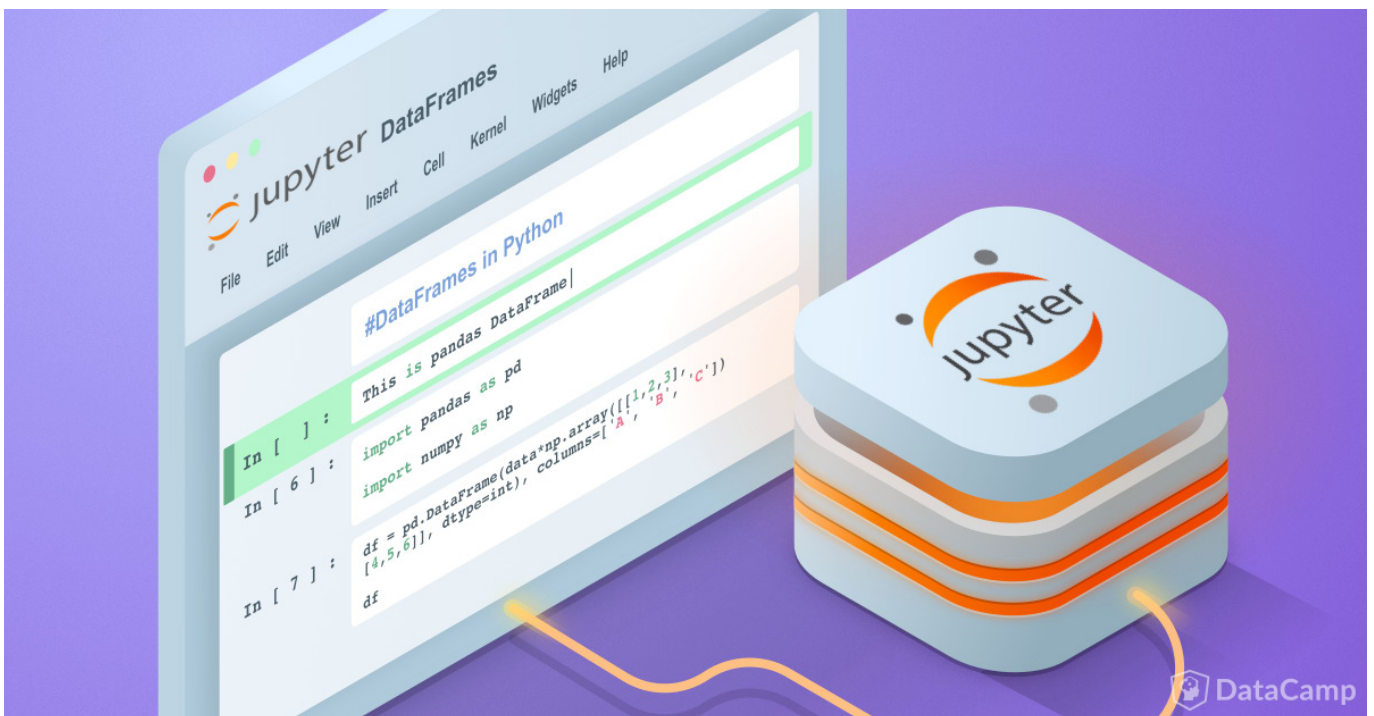 jupyter DataFrames
File Edit View Insert Cell Kernel Widgets Help
#DataFrames in Python
In [ ] : This is pandas DataFrame
In [ 6 ] : import pandas as pd
import numpy as np
In [ 7 ] : df = pd.DataFrame(data*np.array([[1,2,3],
[4,5,6]], dtype=int), columns=['A', 'B', 'C'])
df
jupyter
DataCamp